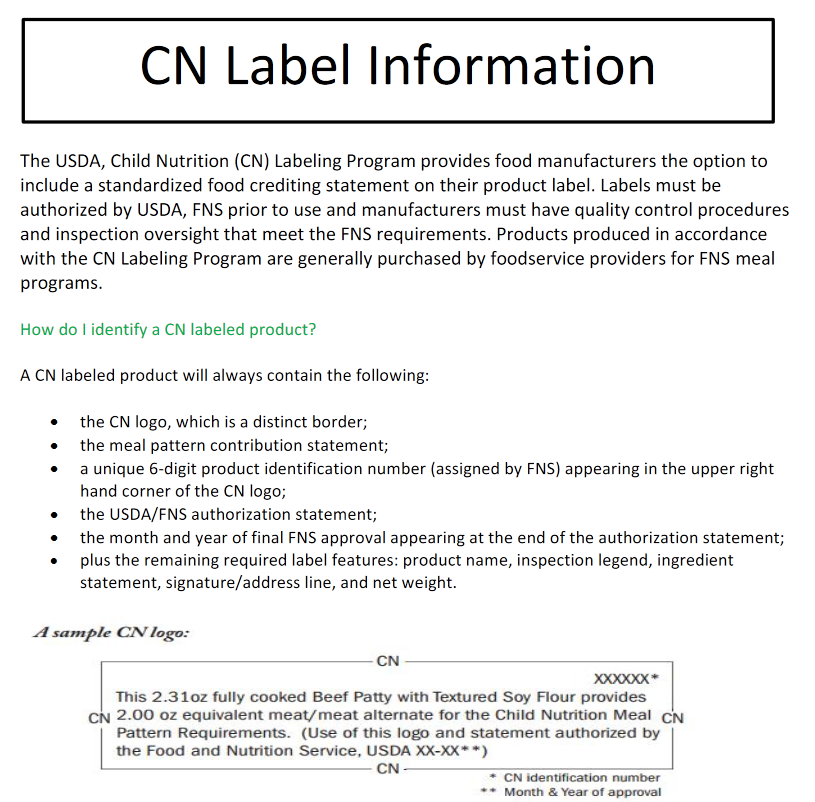 CN Label Information
The USDA, Child Nutrition (CN) Labeling Program provides food manufacturers the option to
include a standardized food crediting statement on their product label. Labels must be
authorized by USDA, FNS prior to use and manufacturers must have quality control procedures
and inspection oversight that meet the FNS requirements. Products produced in accordance
with the CN Labeling Program are generally purchased by foodservice providers for FNS meal
programs.
How do I identify a CN labeled product?
A CN labeled product will always contain the following:
• the CN logo, which is a distinct border;
• the meal pattern contribution statement;
• a unique 6-digit product identification number (assigned by FNS) appearing in the upper right
hand corner of the CN logo;
• the USDA/FNS authorization statement;
• the month and year of final FNS approval appearing at the end of the authorization statement;
• plus the remaining required label features: product name, inspection legend, ingredient
statement, signature/address line, and net weight.
A sample CN logo:
CN
XXXXXX*
This 2.31oz fully cooked Beef Patty with Textured Soy Flour provides
CN 2.00 oz equivalent meat/meat alternate for the Child Nutrition Meal CN
Pattern Requirements. (Use of this logo and statement authorized by
the Food and Nutrition Service, USDA XX-XX**)
CN
* CN identification number
** Month & Year of approval